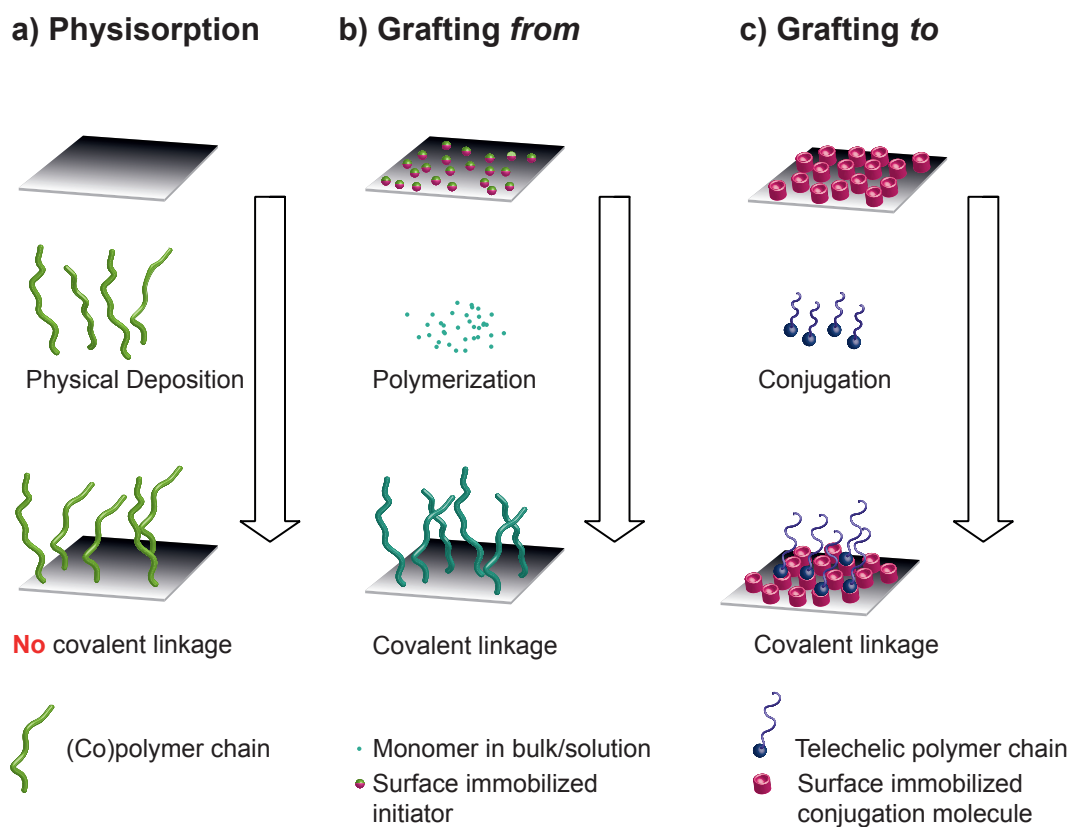 a) Physisorption
b) Grafting from
c) Grafting to
Physical Deposition
Polymerization
Conjugation
No covalent linkage
Covalent linkage
Covalent linkage
(Co)polymer chain
Monomer in bulk/solution
Surface immobilized
initiator
Telechelic polymer chain
Surface immobilized
conjugation molecule